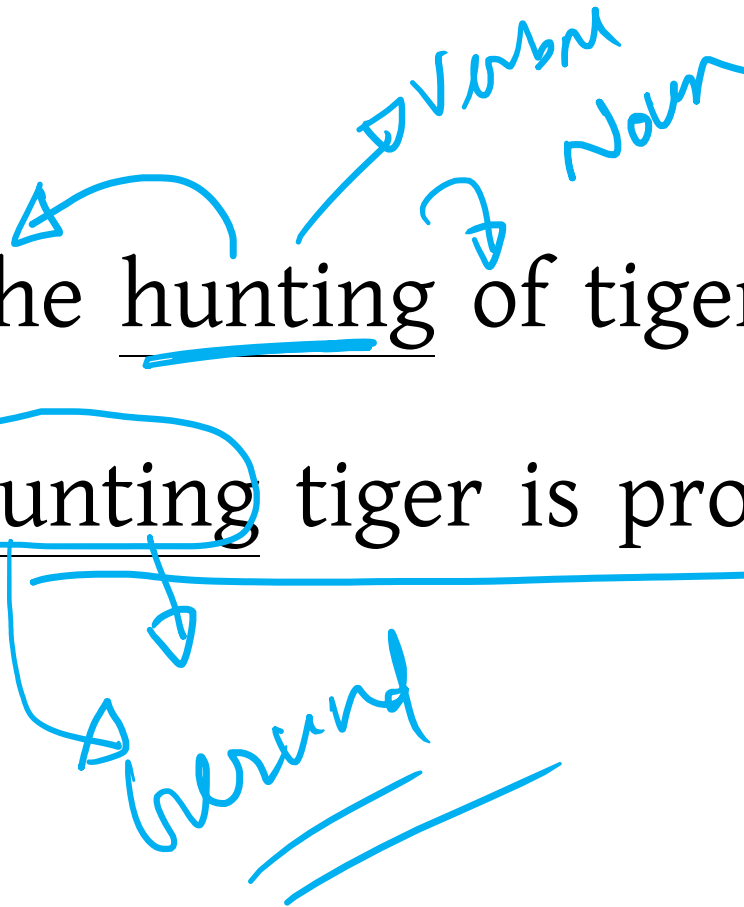 Verbal
Noun
he hunting of tiger
unting tiger is pro
Gerund